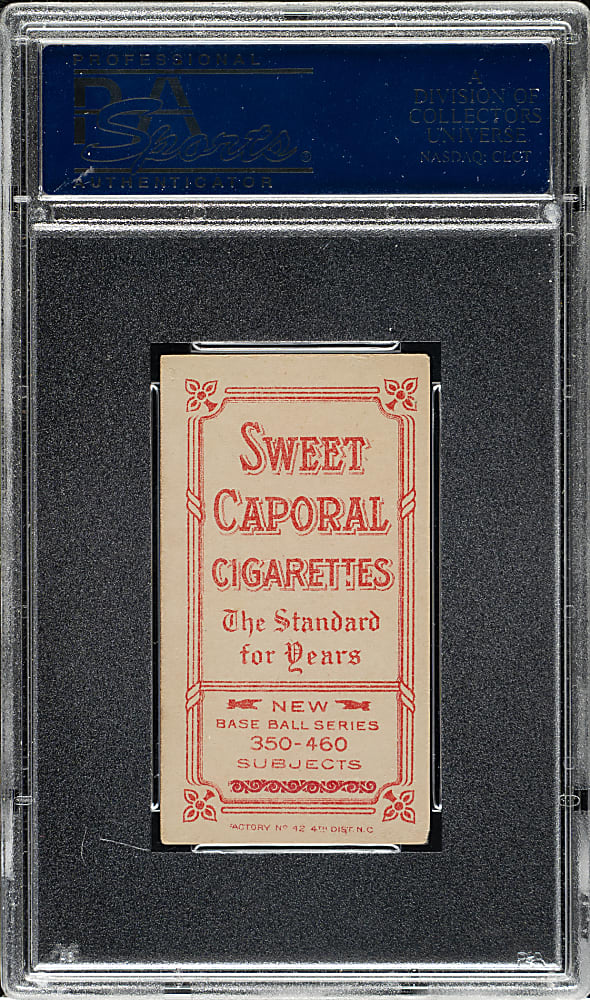 PROFESSIONAL
PSA
Sports®
AUTHENTICATOR
A
DIVISION OF
COLLECTORS
UNIVERSE
NASDAQ: CLCT
SWEET
CAPORAL
CIGARETTES
The Standard
for Years
NEW
BASE BALL SERIES
350-460
SUBJECTS
FACTORY Nº 42 4TH DIST. N.C.